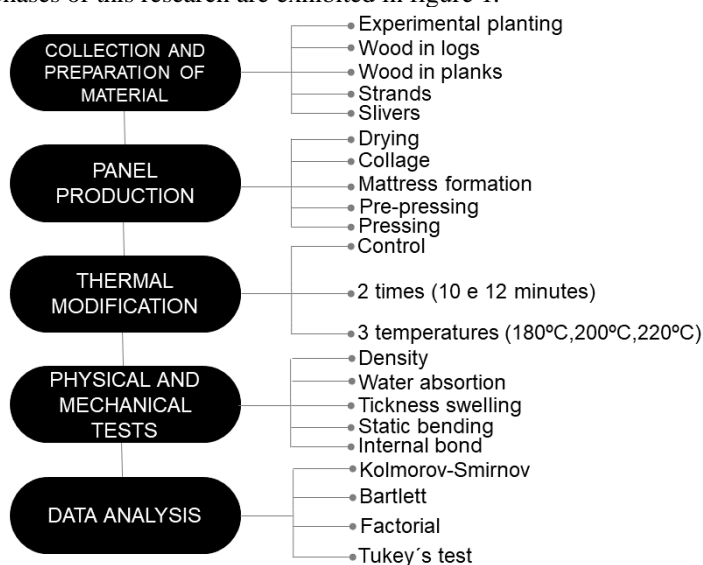 phases of this research are exhibited in figure 1.
COLLECTION AND
PREPARATION OF
MATERIAL
Experimental planting
Wood in logs
Wood in planks
Strands
Slivers
PANEL
PRODUCTION
Drying
Collage
Mattress formation
Pre-pressing
Pressing
THERMAL
MODIFICATION
Control
2 times (10 e 12 minutes)
3 temperatures (180ºC,200ºC,220ºC)
PHYSICAL AND
MECHANICAL
TESTS
Density
Water absortion
Tickness swelling
Static bending
Internal bond
DATA ANALYSIS
Kolmorov-Smirnov
Bartlett
Factorial
Tukey´s test